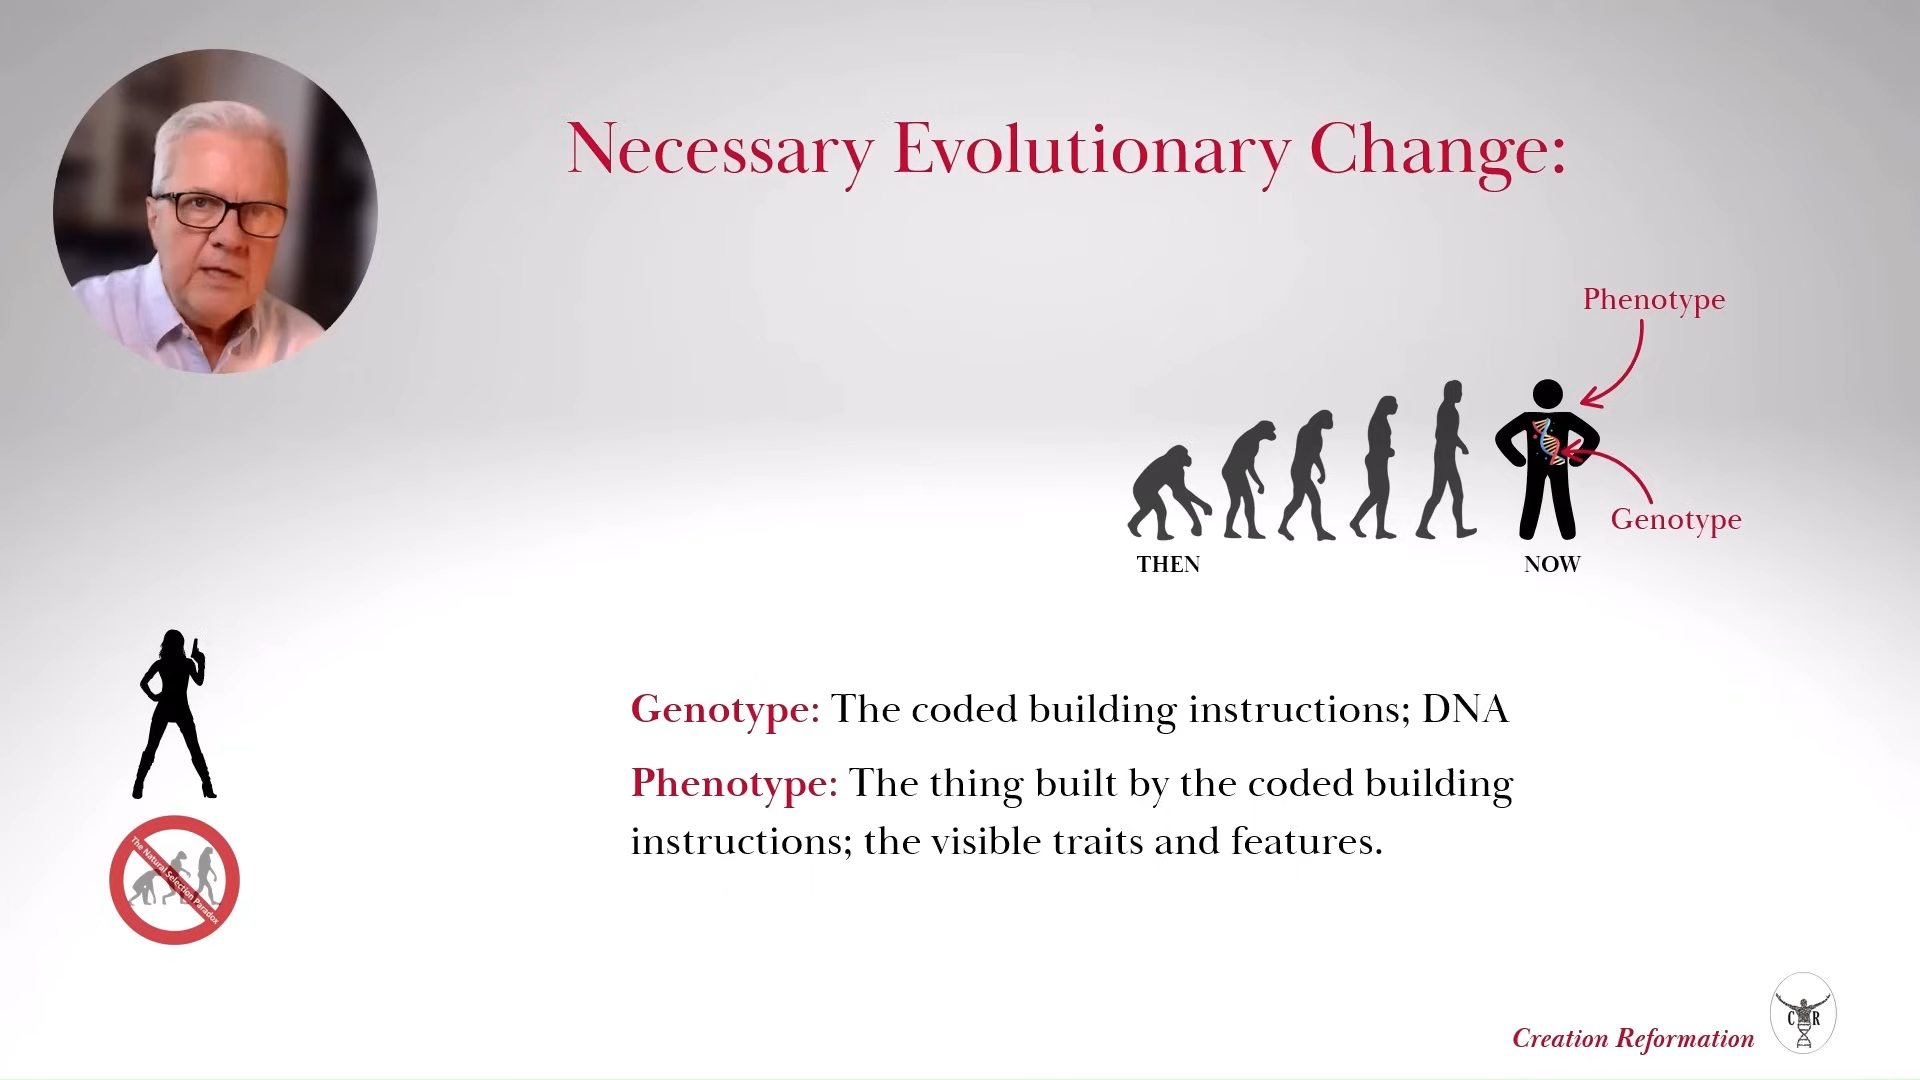 Necessary Evolutionary Change:
Phenotype
Genotype
THEN
NOW
Genotype: The coded building instructions; DNA
Phenotype: The thing built by the coded building
instructions; the visible traits and features.
The Natural Selection Paradox
Creation Reformation
C R